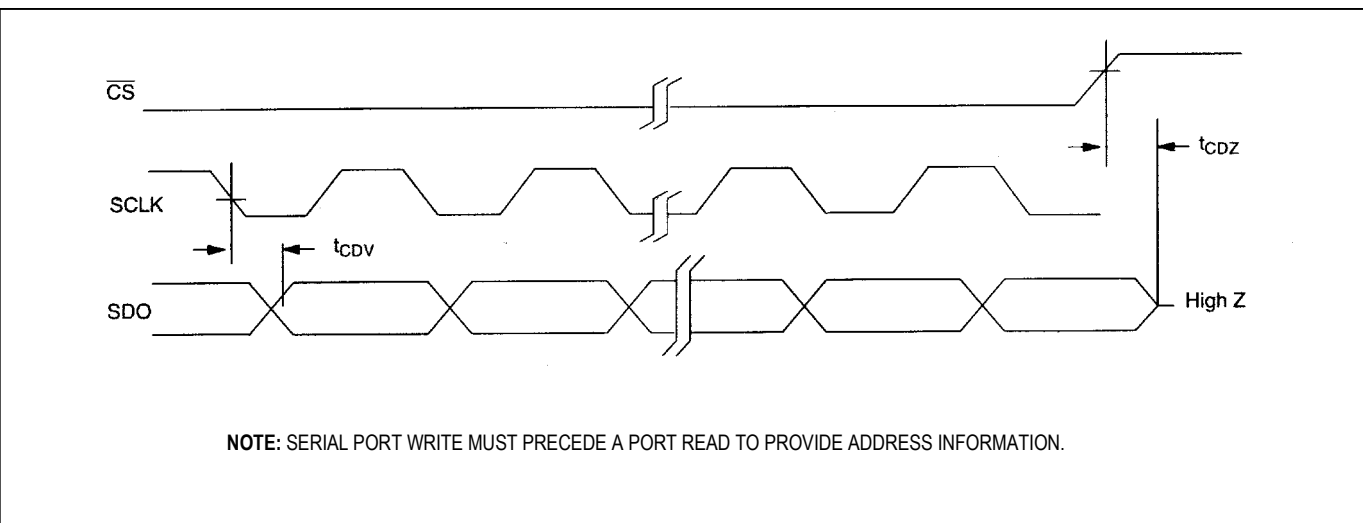 CS
tCDZ
SCLK
tCDV
SDO
High Z
NOTE: SERIAL PORT WRITE MUST PRECEDE A PORT READ TO PROVIDE ADDRESS INFORMATION.